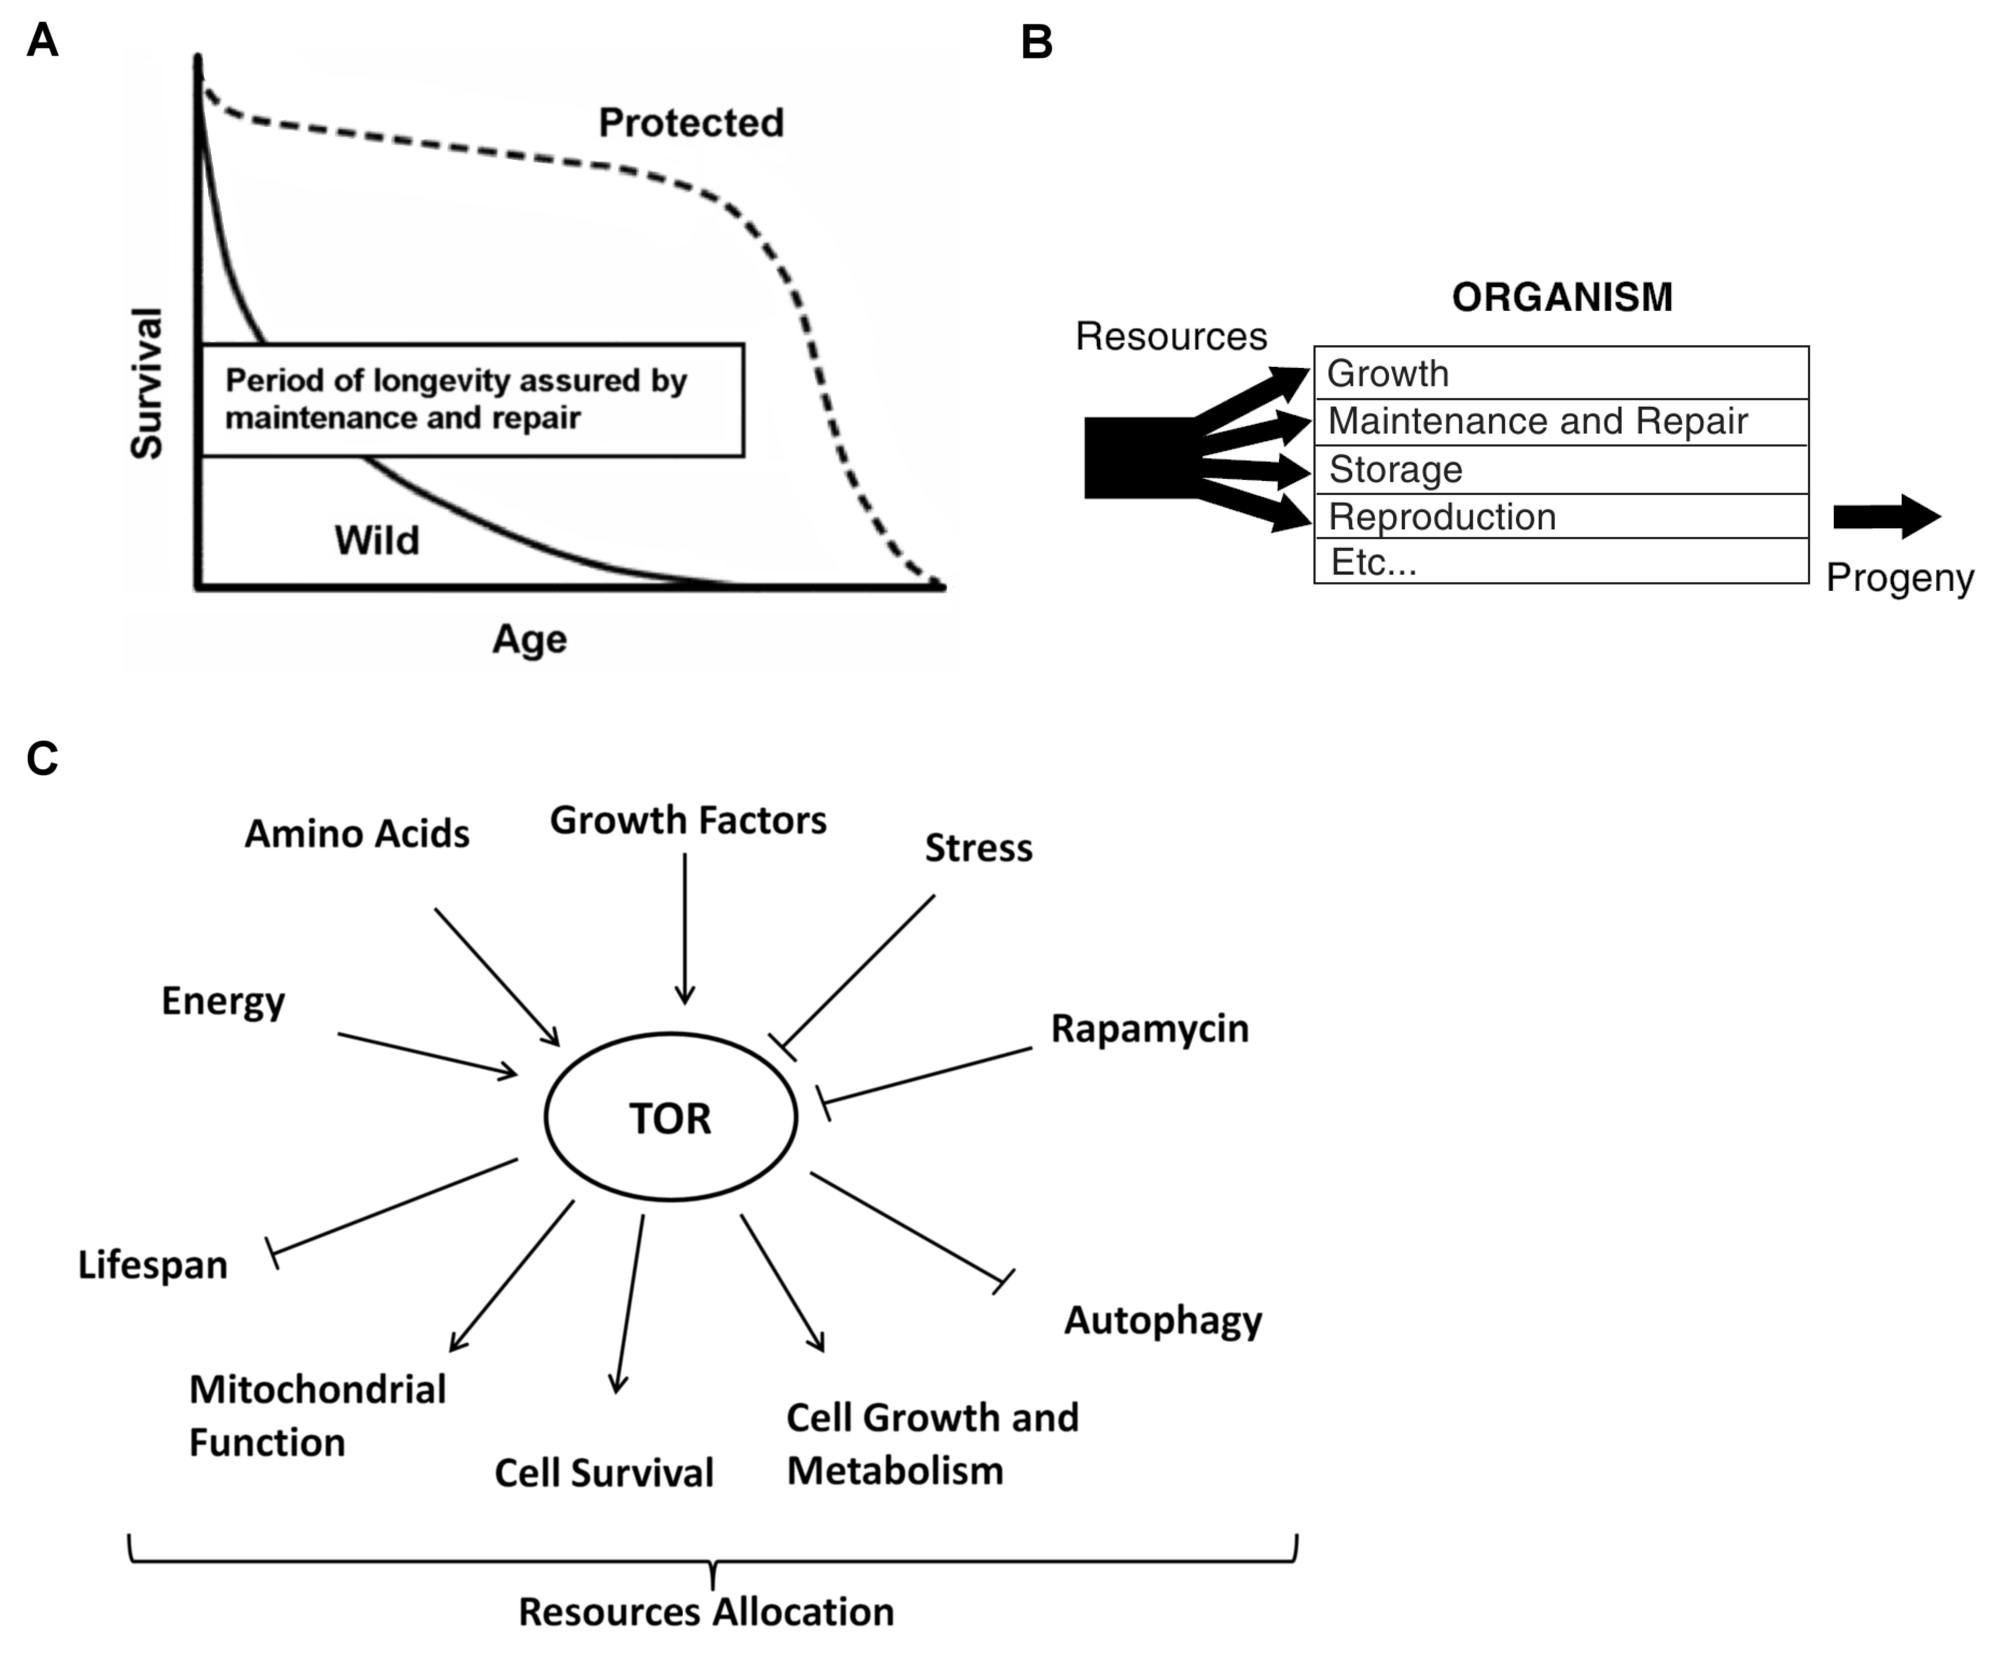 A
Survival
Protected
Period of longevity assured by
maintenance and repair
Wild
Age
B
ORGANISM
Resources
Growth
Maintenance and Repair
Storage
Reproduction
Etc...
Progeny
C
Amino Acids
Growth Factors
Stress
Energy
Rapamycin
TOR
Lifespan
Autophagy
Mitochondrial
Function
Cell Survival
Cell Growth and
Metabolism
Resources Allocation